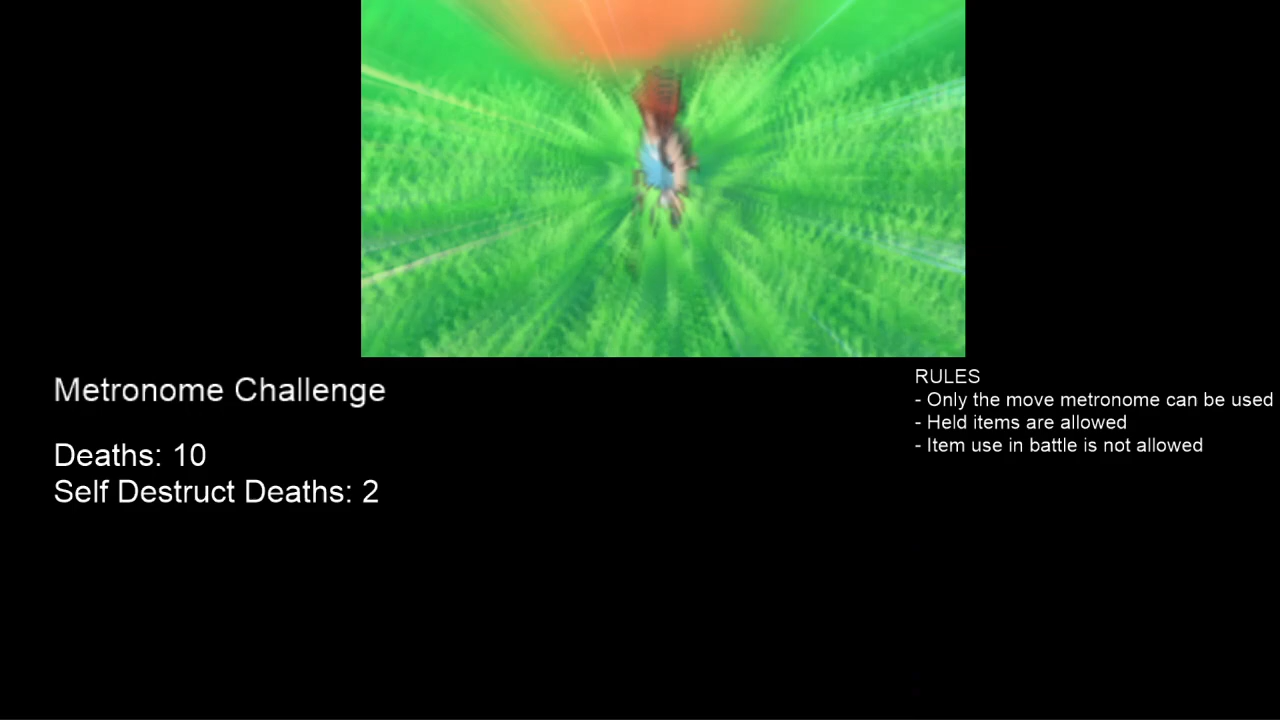 Metronome Challenge
Deaths: 10
Self Destruct Deaths: 2
RULES
- Only the move metronome can be used
- Held items are allowed
- Item use in battle is not allowed